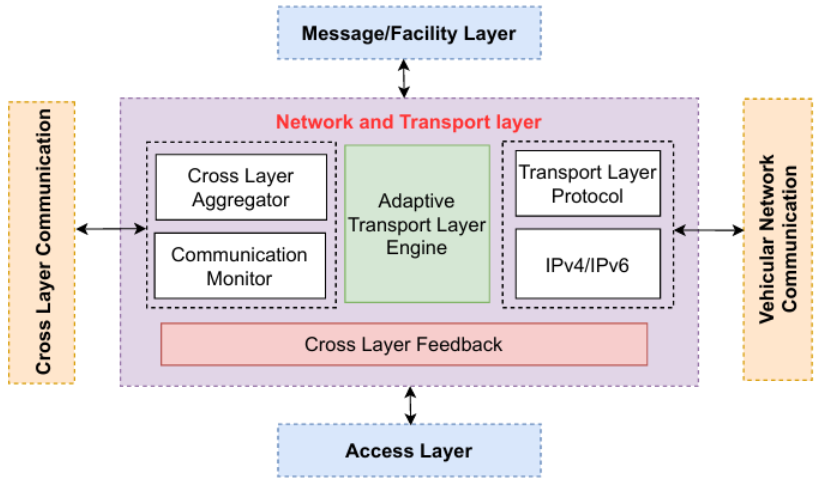 Message/Facility Layer
Cross Layer Communication
Network and Transport layer
Cross Layer
Aggregator
Communication
Monitor
Adaptive
Transport Layer
Engine
Transport Layer
Protocol
IPv4/IPv6
Cross Layer Feedback
Vehicular Network
Communication
Access Layer